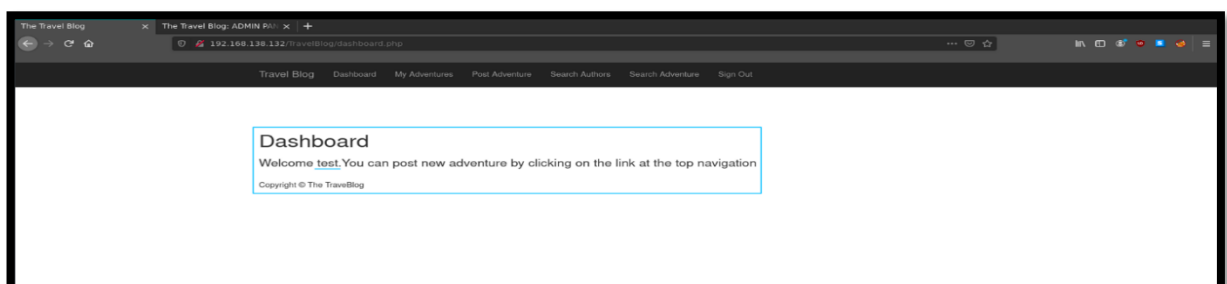 The Travel Blog The Travel Blog: ADMIN PAN
192.168.138.132/TravelBlog/dashboard.php
Travel Blog Dashboard My Adventures Post Adventure Search Authors Search Adventure Sign Out
Dashboard
Welcome test.You can post new adventure by clicking on the link at the top navigation
Copyright © The TraveBlog